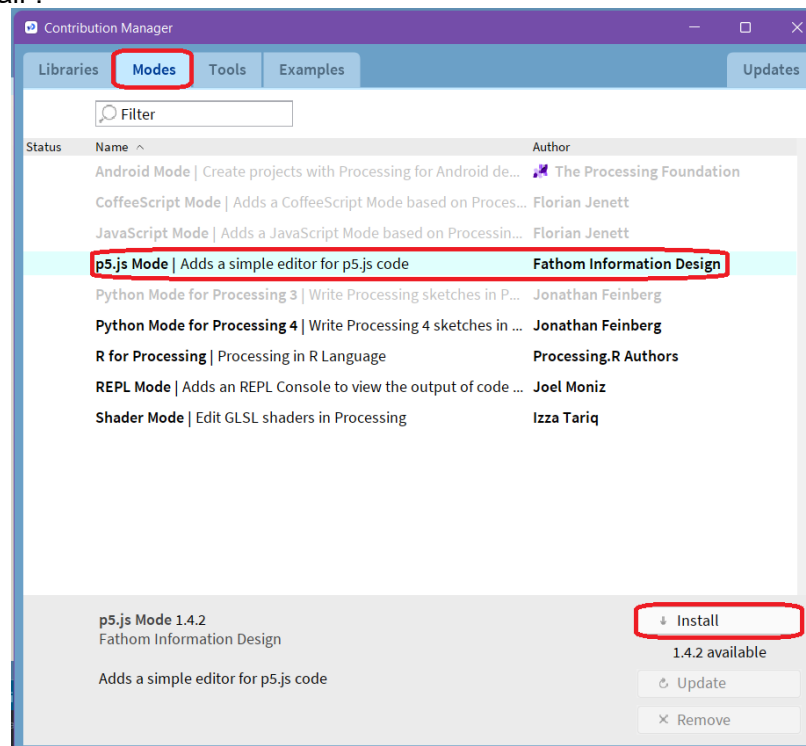 Contribution Manager
Libraries Modes Tools Examples Updates
Filter
Status Name Author
Android Mode | Create projects with Processing for Android de... The Processing Foundation
CoffeeScript Mode | Adds a CoffeeScript Mode based on Proces... Florian Jenett
JavaScript Mode | Adds a JavaScript Mode based on Processin... Florian Jenett
p5.js Mode | Adds a simple editor for p5.js code Fathom Information Design
Python Mode for Processing 3 | Write Processing sketches in P... Jonathan Feinberg
Python Mode for Processing 4 | Write Processing 4 sketches in ... Jonathan Feinberg
R for Processing | Processing in R Language Processing.R Authors
REPL Mode | Adds an REPL Console to view the output of code ... Joel Moniz
Shader Mode | Edit GLSL shaders in Processing Izza Tariq
p5.js Mode 1.4.2
Install
Fathom Information Design
1.4.2 available
Adds a simple editor for p5.js code
Update
Remove